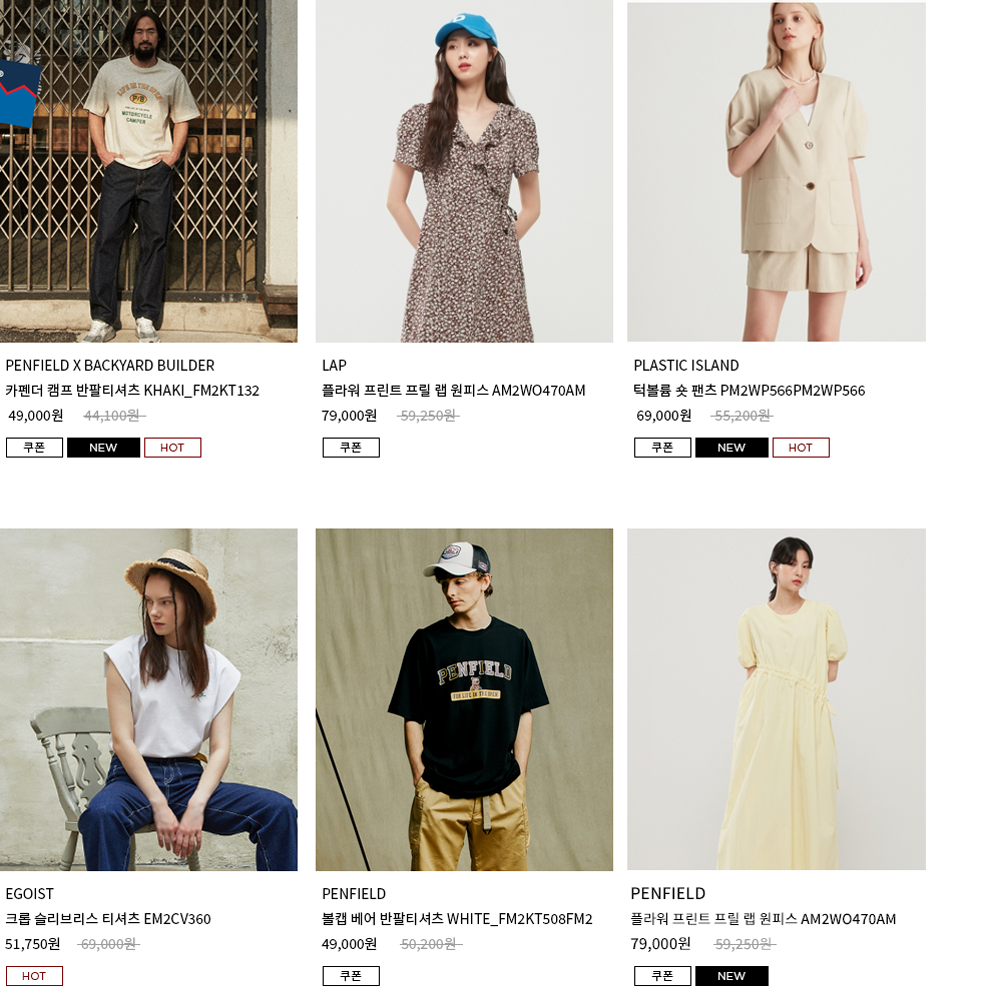 LIFE IN THE OPEN
P/B
MOTORCYCLE
CAMPER
PENFIELD X BACKYARD BUILDER
카펜더 캠프 반팔티셔츠 KHAKI_FM2KT132
49,000원 44,100원
쿠폰 NEW HOT
LAP
플라워 프린트 프릴 랩 원피스 AM2WO470AM
79,000원 59,250원
쿠폰
PLASTIC ISLAND
턱볼륨 숏 팬츠 PM2WP566PM2WP566
69,000원 55,200원
쿠폰 NEW HOT
EGOIST
크롭 슬리브리스 티셔츠 EM2CV360
51,750원 69,000원
HOT
PENFIELD
FOR LIFE IN THE OPEN
PENFIELD
볼캡 베어 반팔티셔츠 WHITE_FM2KT508FM2
49,000원 50,200원
쿠폰
PENFIELD
플라워 프린트 프릴 랩 원피스 AM2WO470AM
79,000원 59,250원
쿠폰 NEW